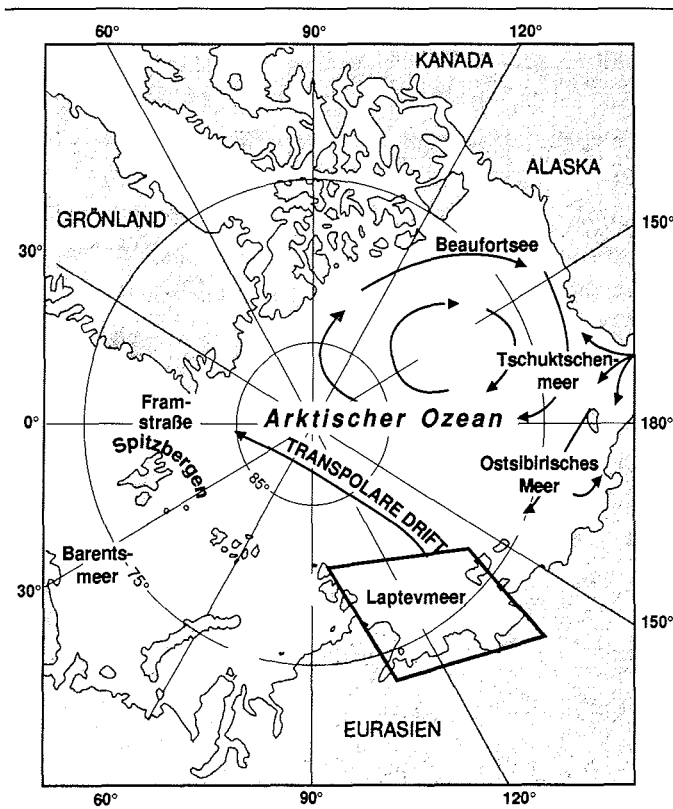 60° 90° 120°
KANADA
ALASKA
GRÖNLAND
150°
30°
Beaufortsee
Tschuktschen-
meer
Fram-
straße
0°
Arktischer Ozean
180°
Spitzbergen
TRANSPOLARE DRIFT
Ostsibirisches
Meer
85°
Barents-
meer
75°
30°
Laptevmeer
150°
EURASIEN
60° 90° 120°